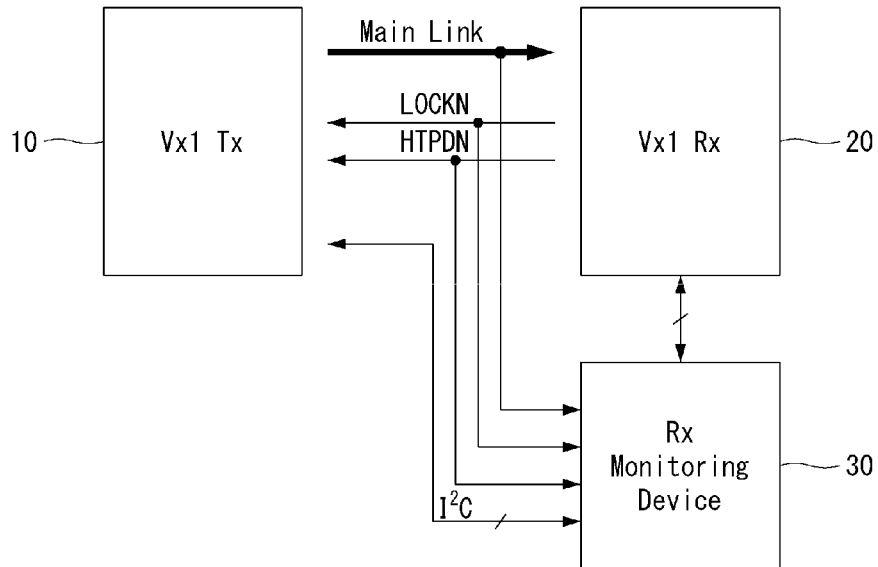 Main Link
LOCKN
HTPDN
10
Vx1 Tx
Vx1 Rx
20
I²C
Rx
Monitoring
Device
30